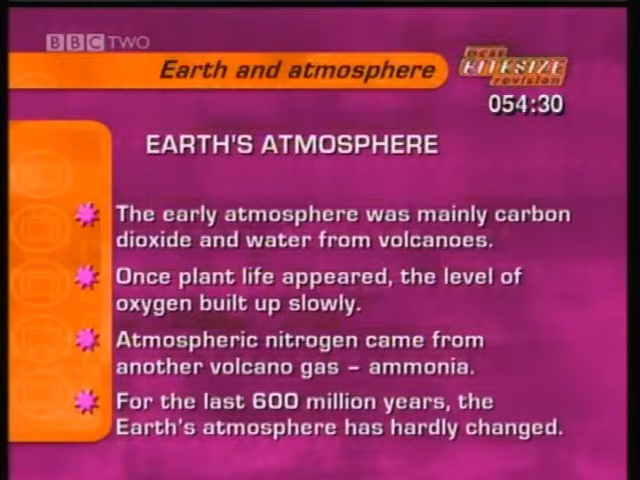 BBC TWO
Earth and atmosphere
GCSE
BITESIZE
revision
054:30
EARTH'S ATMOSPHERE
The early atmosphere was mainly carbon
dioxide and water from volcanoes.
Once plant life appeared, the level of
oxygen built up slowly.
Atmospheric nitrogen came from
another volcano gas – ammonia.
For the last 600 million years, the
Earth's atmosphere has hardly changed.